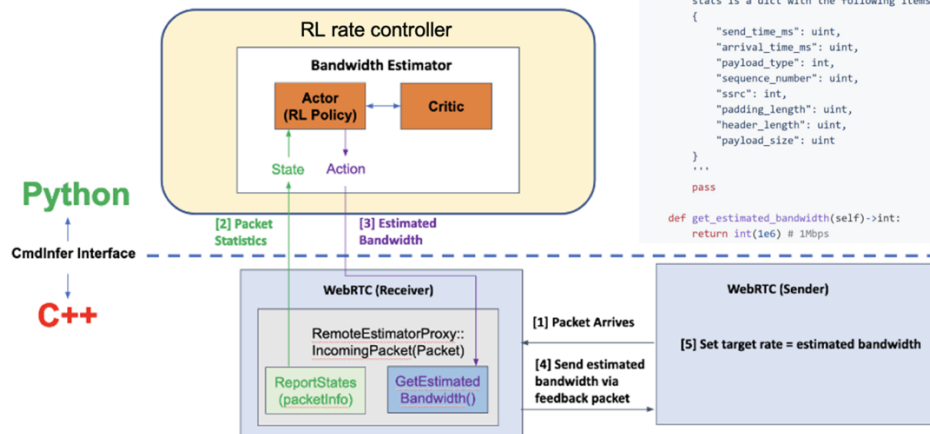 RL rate controller
Bandwidth Estimator
Actor
(RL Policy)
Critic
State
Action
Python
CmdInfer Interface
C++
[2] Packet
Statistics
[3] Estimated
Bandwidth
WebRTC (Receiver)
RemoteEstimatorProxy::
IncomingPacket(Packet)
ReportStates
(packetInfo)
GetEstimated
Bandwidth()
[1] Packet Arrives
[4] Send estimated
bandwidth via
feedback packet
WebRTC (Sender)
[5] Set target rate = estimated bandwidth
stats is a dict with the following items
{
"send_time_ms": uint,
"arrival_time_ms": uint,
"payload_type": int,
"sequence_number": uint,
"ssrc": int,
"padding_length": uint,
"header_length": uint,
"payload_size": uint
}
'''
pass
def get_estimated_bandwidth(self)->int:
return int(1e6) # 1Mbps